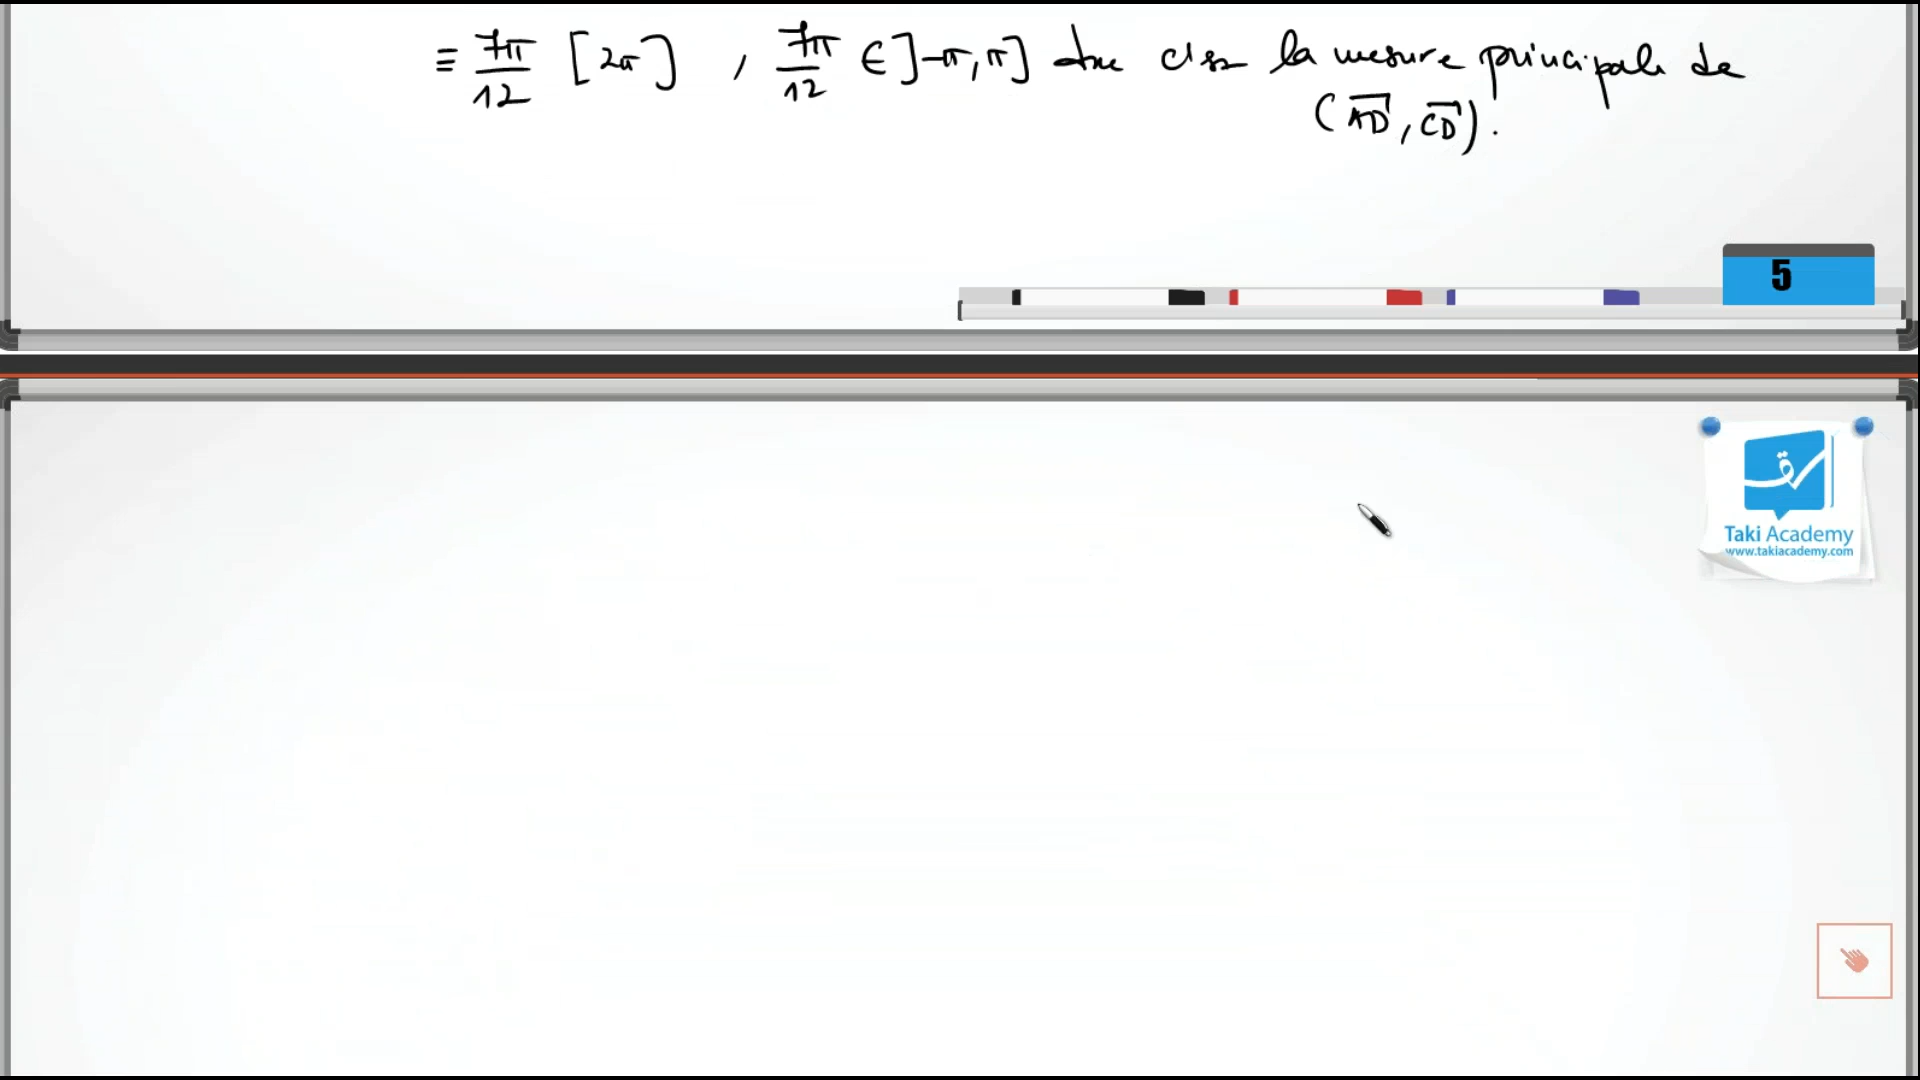 ≡ 7π/12 [2π] , 7π/12 ∈ ]-π, π] donc c'est la mesure principale de
(AD, CD).
5
Taki Academy
www.takiacademy.com